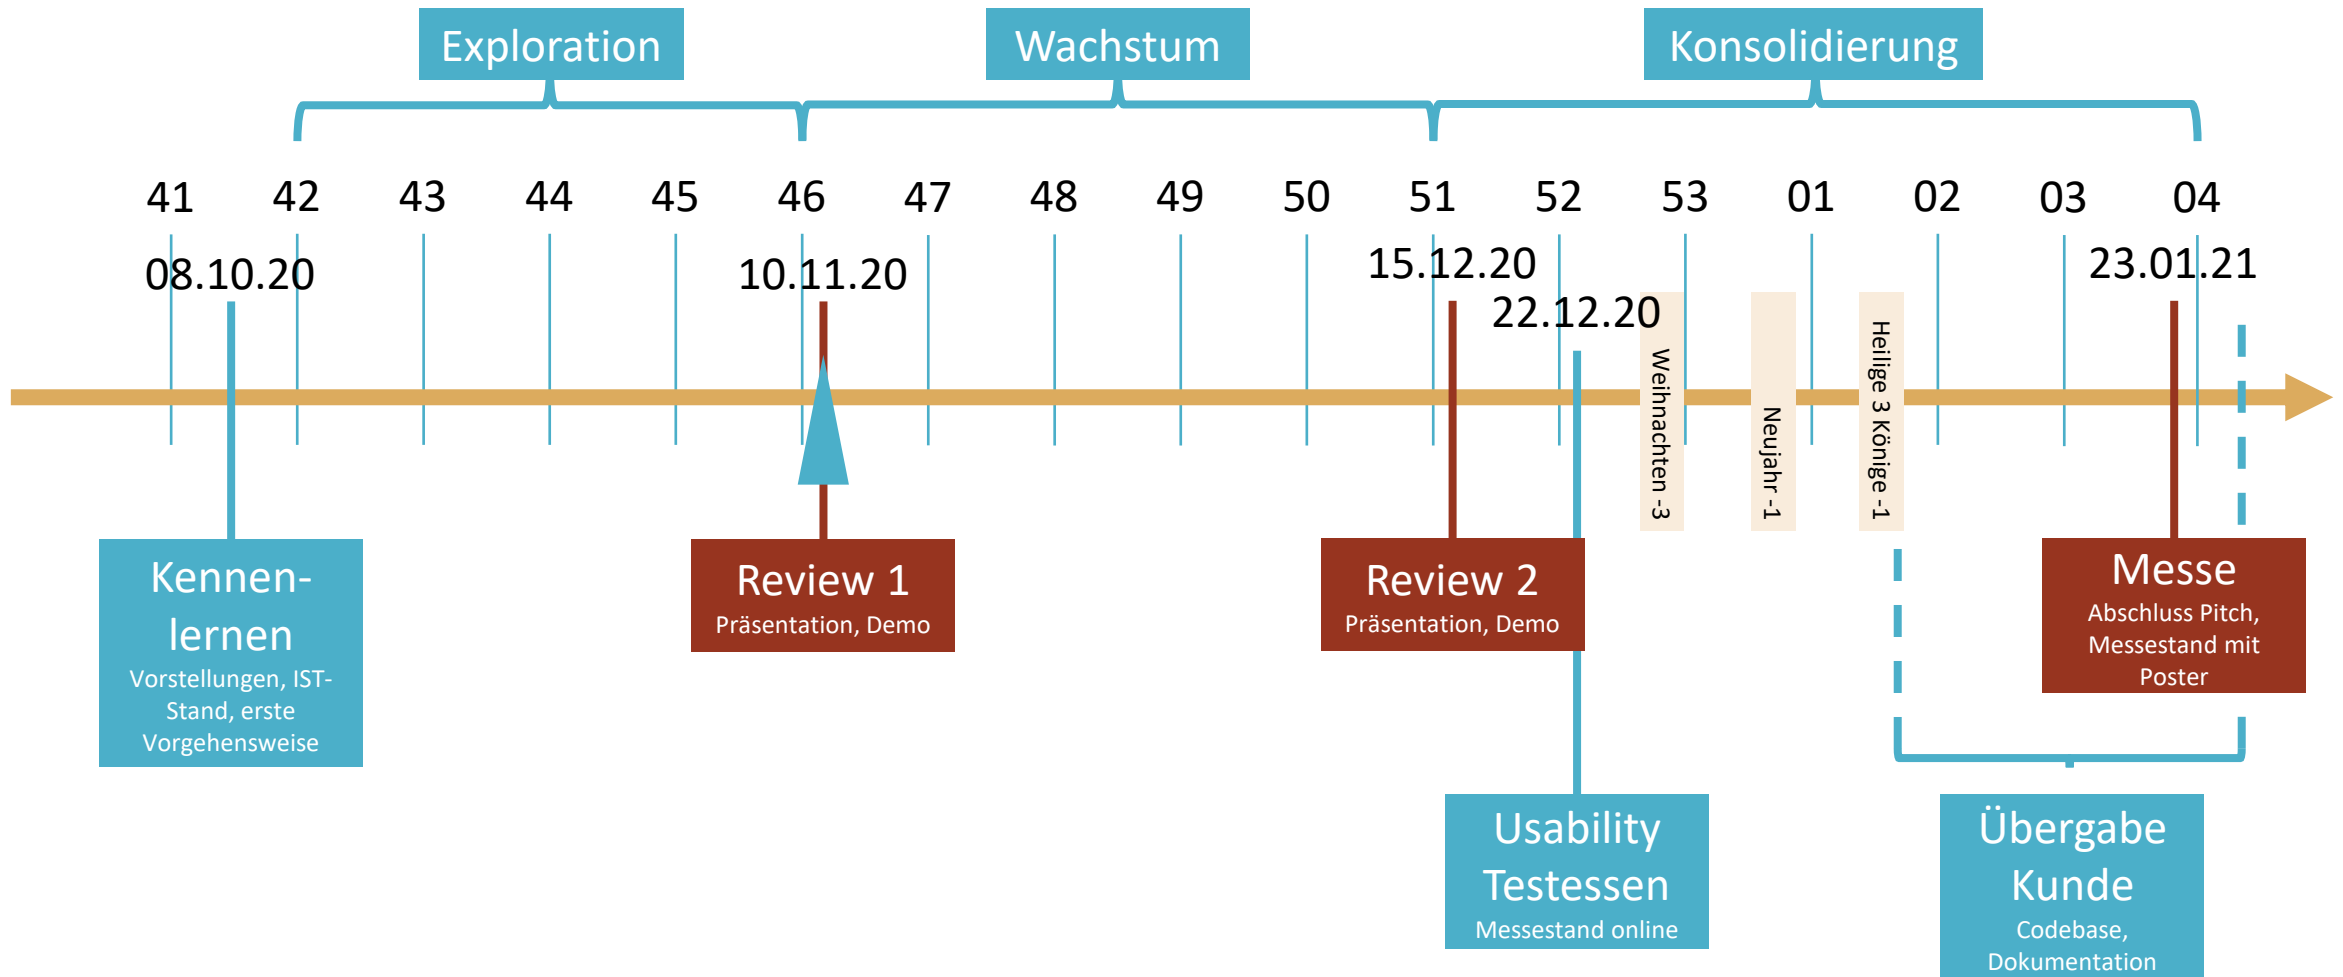 Exploration
Wachstum
Konsolidierung
41 42 43 44 45 46 47 48 49 50 51 52 53 01 02 03 04
08.10.20
10.11.20
15.12.20
22.12.20
23.01.21
Weihnachten -3
Neujahr -1
Heilige 3 Könige -1
Kennen-
lernen
Vorstellungen, IST-
Stand, erste
Vorgehensweise
Review 1
Präsentation, Demo
Review 2
Präsentation, Demo
Messe
Abschluss Pitch,
Messestand mit
Poster
Usability
Testessen
Messestand online
Übergabe
Kunde
Codebase,
Dokumentation